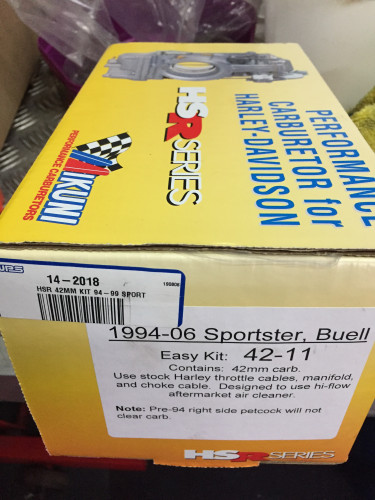 PERFORMANCE
CARBURETOR for
HARLEY-DAVIDSON
HSR SERIES
MIKUNI
PERFORMANCE CARBURETORS
14-2018
199808
HSR 42MM KIT 94-99 SPORT
1994-06 Sportster, Buell
Easy Kit: 42-11
Contains: 42mm carb.
Use stock Harley throttle cables, manifold,
and choke cable. Designed to use hi-flow
aftermarket air cleaner.
Note: Pre-94 right side petcock will not
clear carb.
HSR SERIES